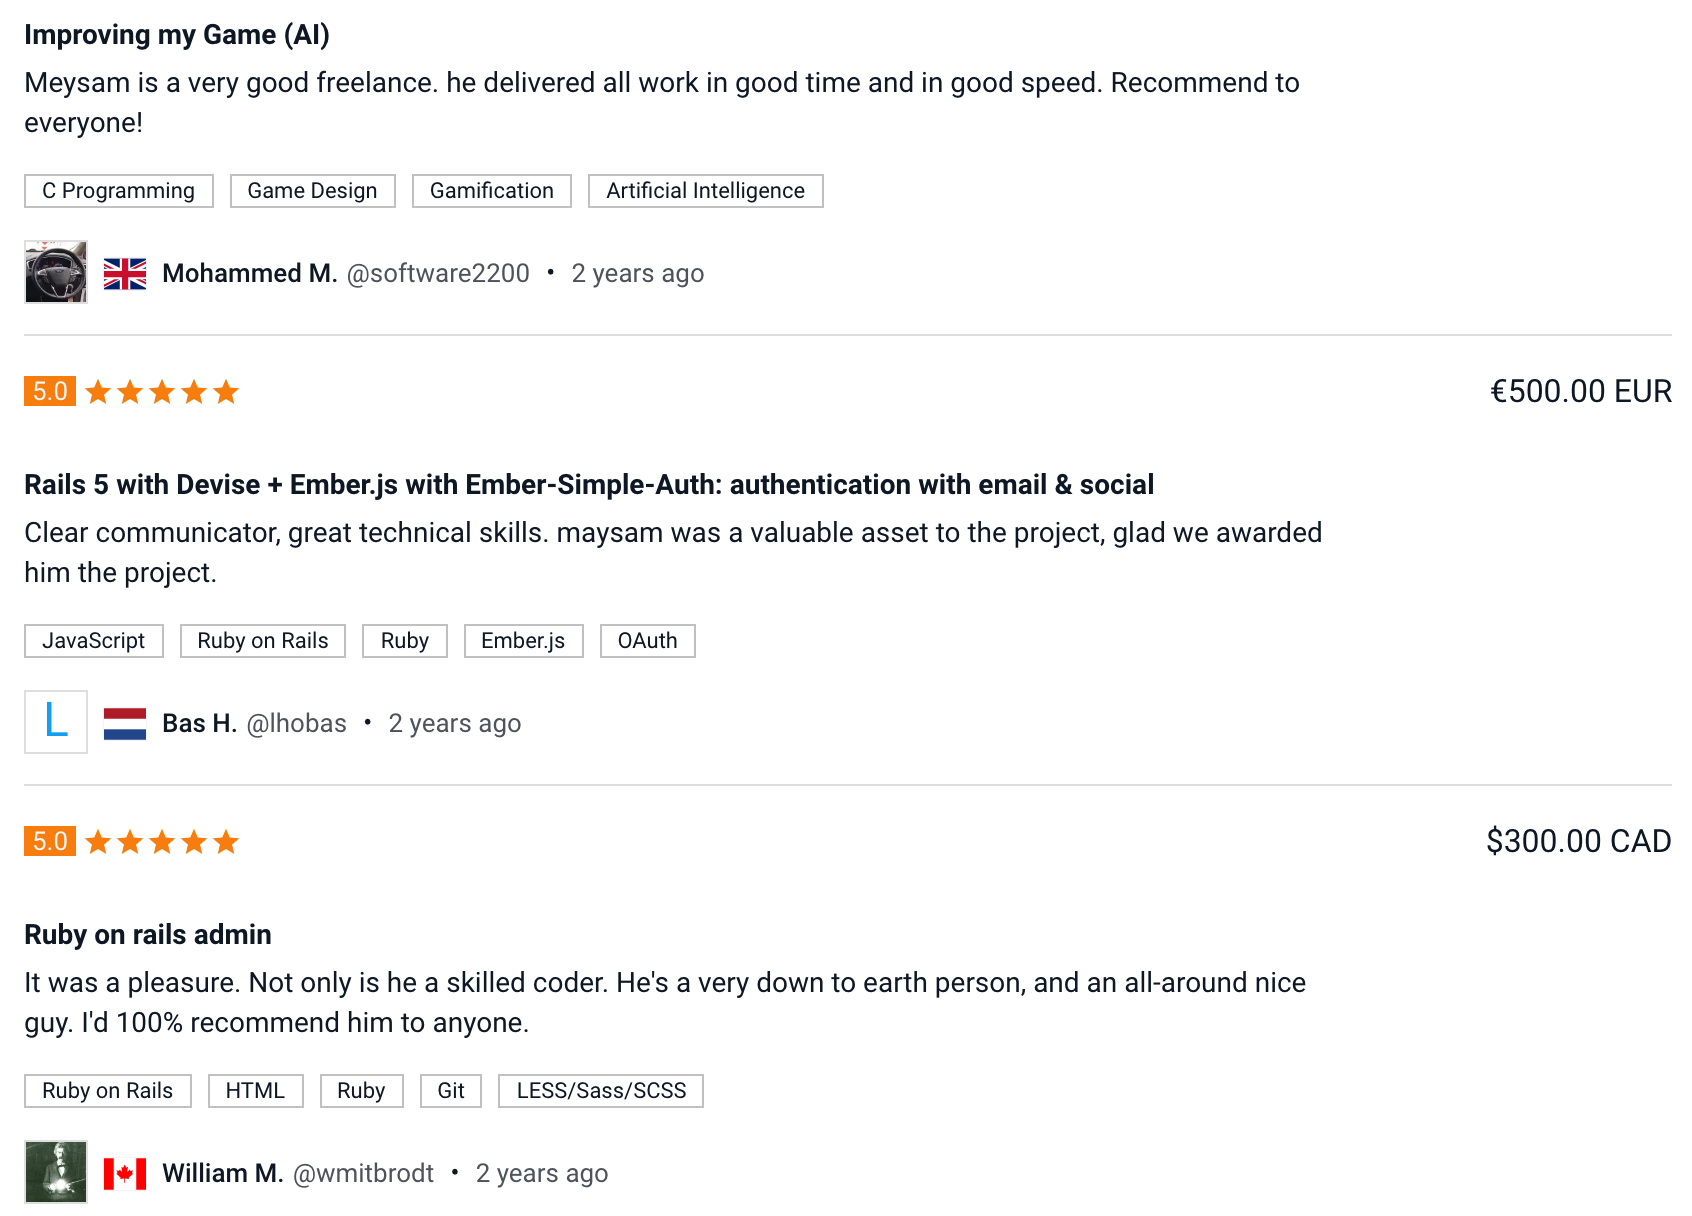 Improving my Game (AI)
Meysam is a very good freelance. he delivered all work in good time and in good speed. Recommend to
everyone!
C Programming Game Design Gamification Artificial Intelligence
Mohammed M. @software2200 • 2 years ago
5.0 €500.00 EUR
Rails 5 with Devise + Ember.js with Ember-Simple-Auth: authentication with email & social
Clear communicator, great technical skills. maysam was a valuable asset to the project, glad we awarded
him the project.
JavaScript Ruby on Rails Ruby Ember.js OAuth
L Bas H. @lhobas • 2 years ago
5.0 $300.00 CAD
Ruby on rails admin
It was a pleasure. Not only is he a skilled coder. He's a very down to earth person, and an all-around nice
guy. I'd 100% recommend him to anyone.
Ruby on Rails HTML Ruby Git LESS/Sass/SCSS
William M. @wmitbrodt • 2 years ago